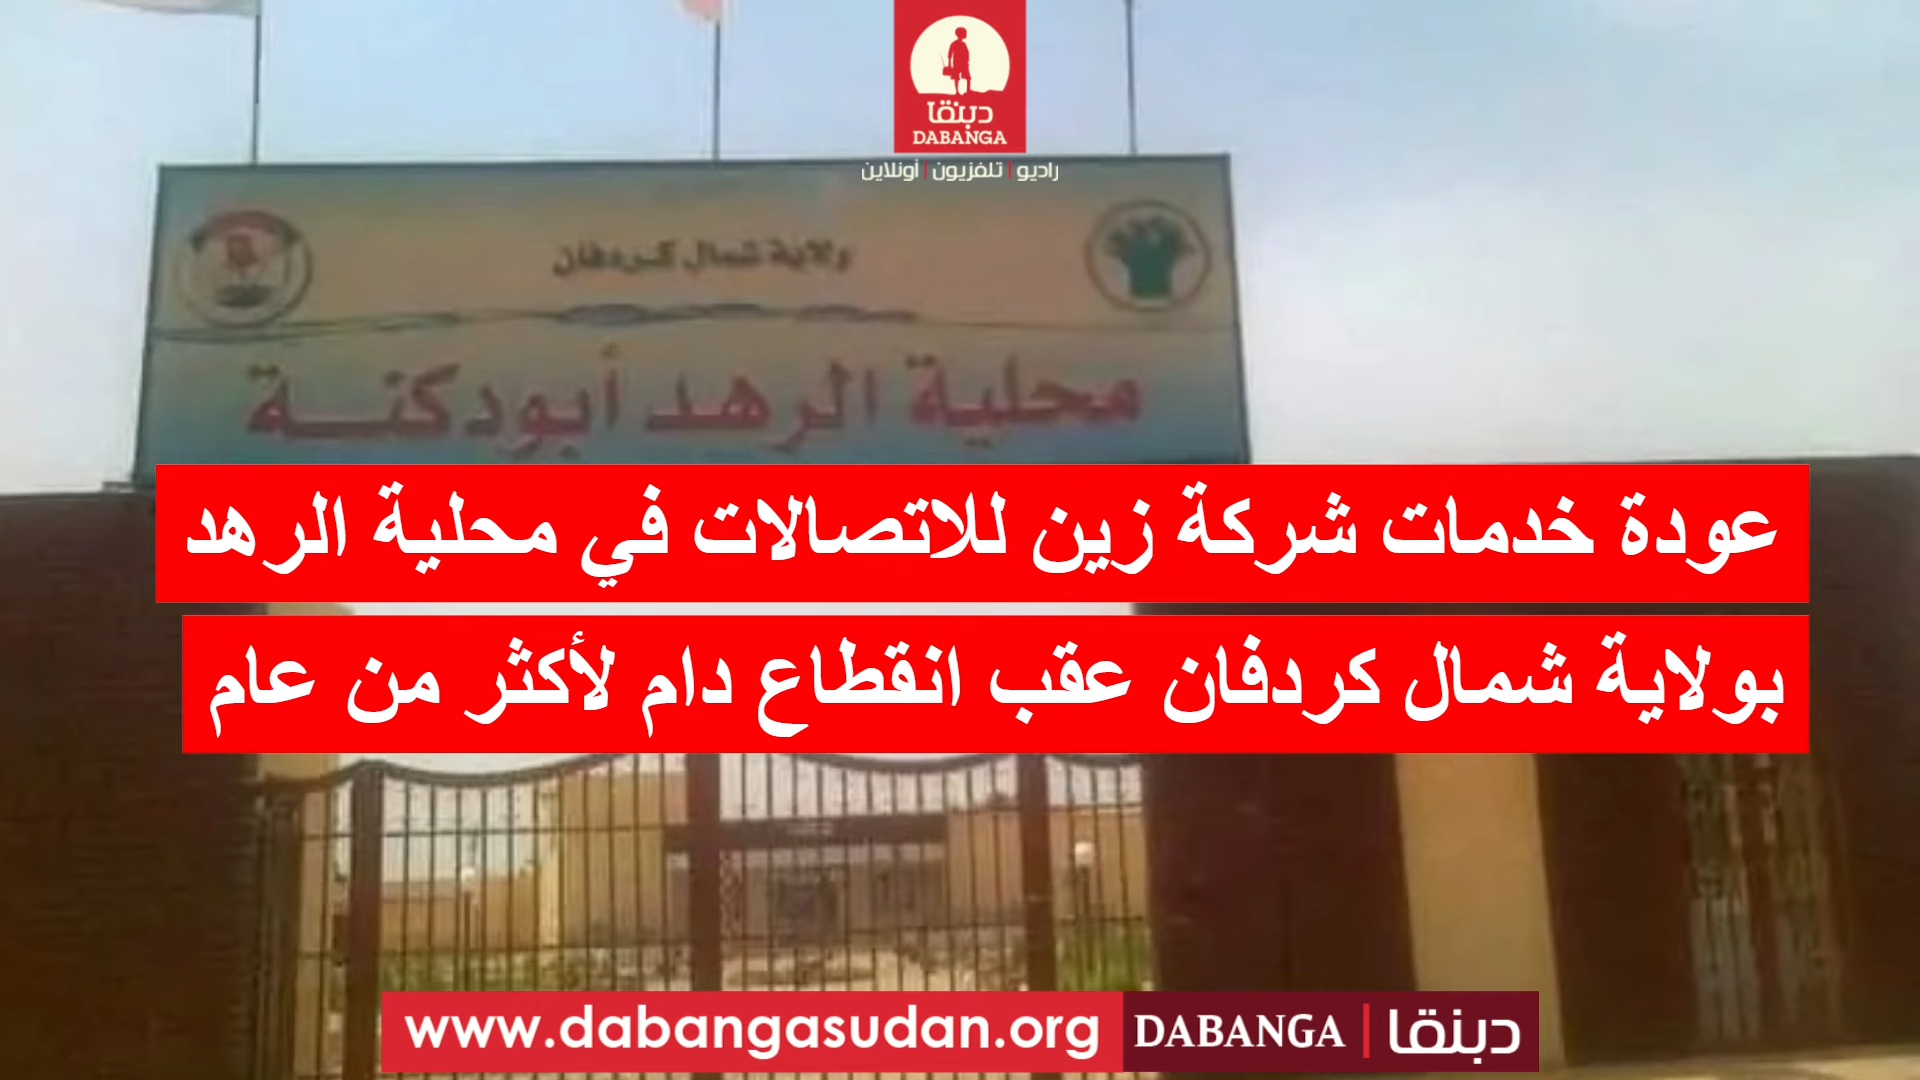 دبنقا
DABANGA
راديو | تلفزيون | أونلاين
ولاية شمال كردفان
محلية الرهد أبودكنة
عودة خدمات شركة زين للاتصالات في محلية الرهد
بولاية شمال كردفان عقب انقطاع دام لأكثر من عام
www.dabangasudan.org DABANGA | دبنقا